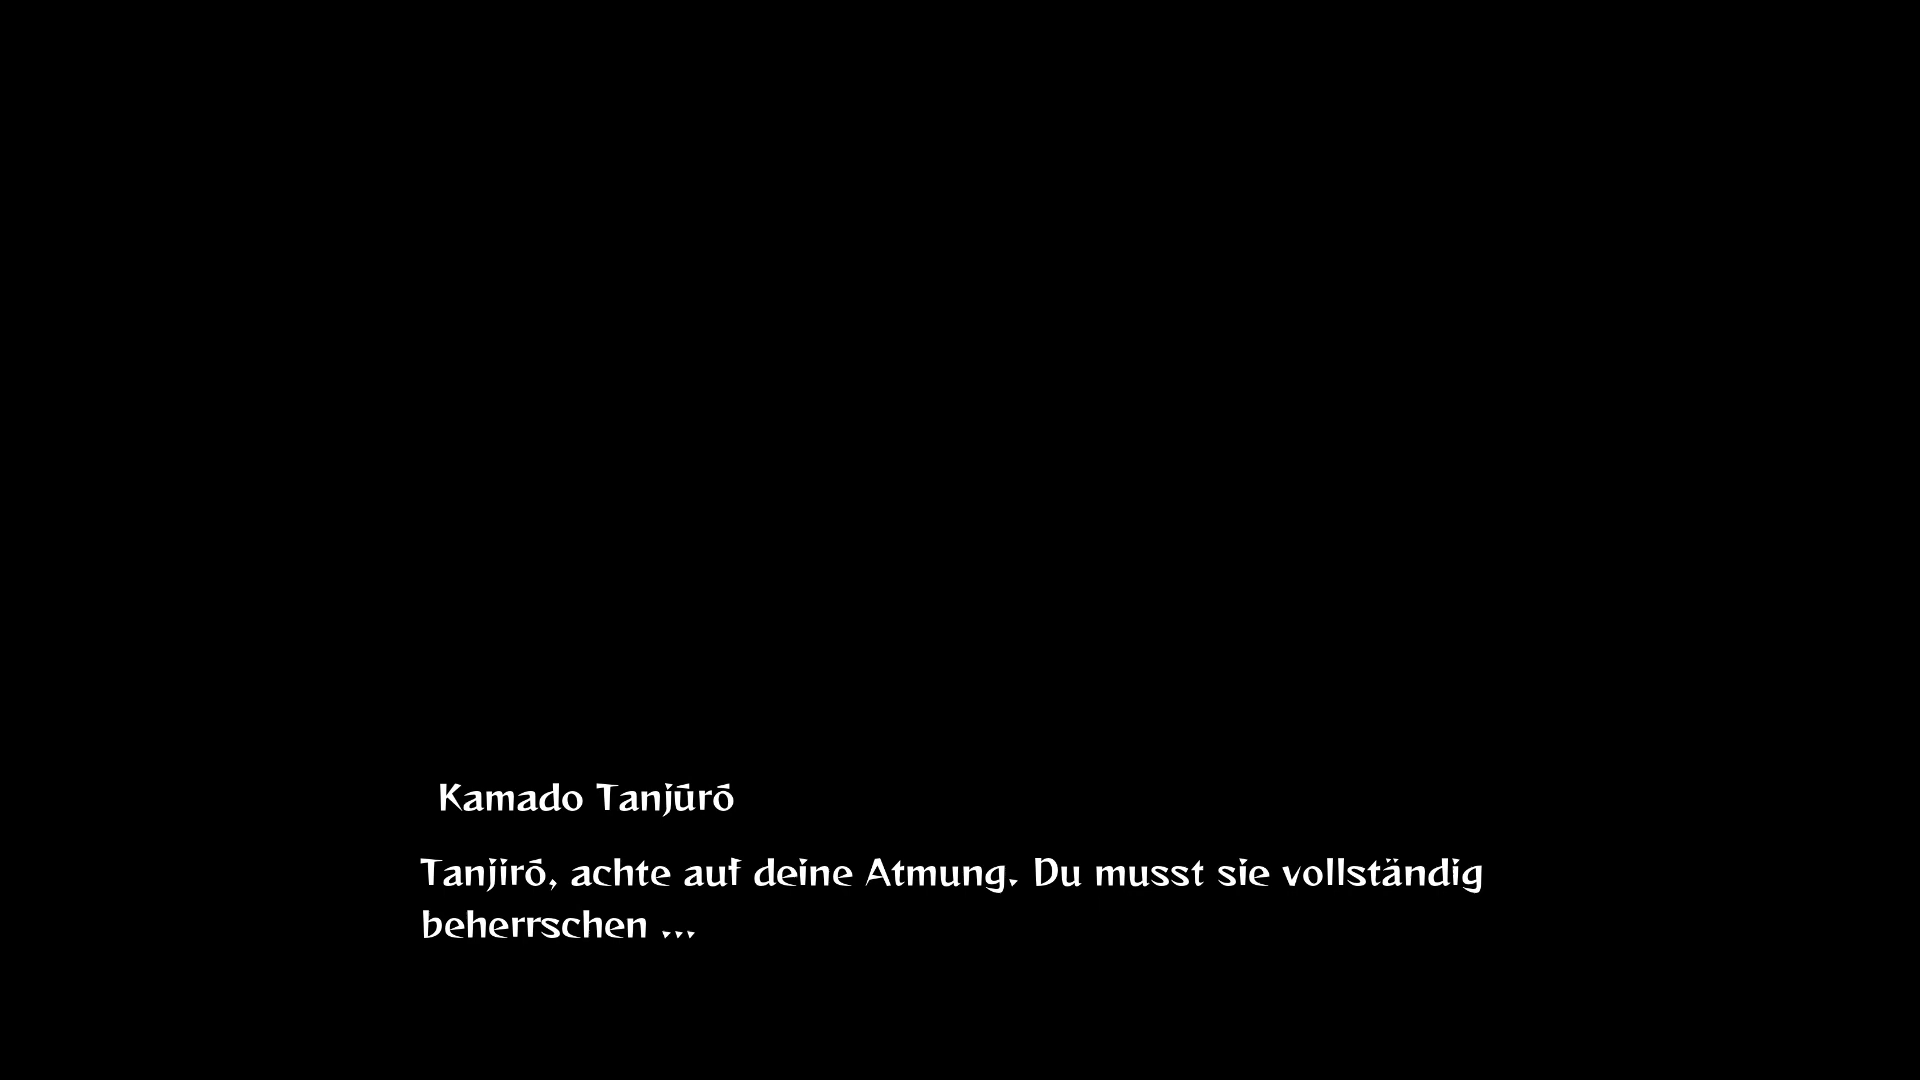 Kamado Tanjūrō
Tanjirō, achte auf deine Atmung. Du musst sie vollständig
beherrschen ...